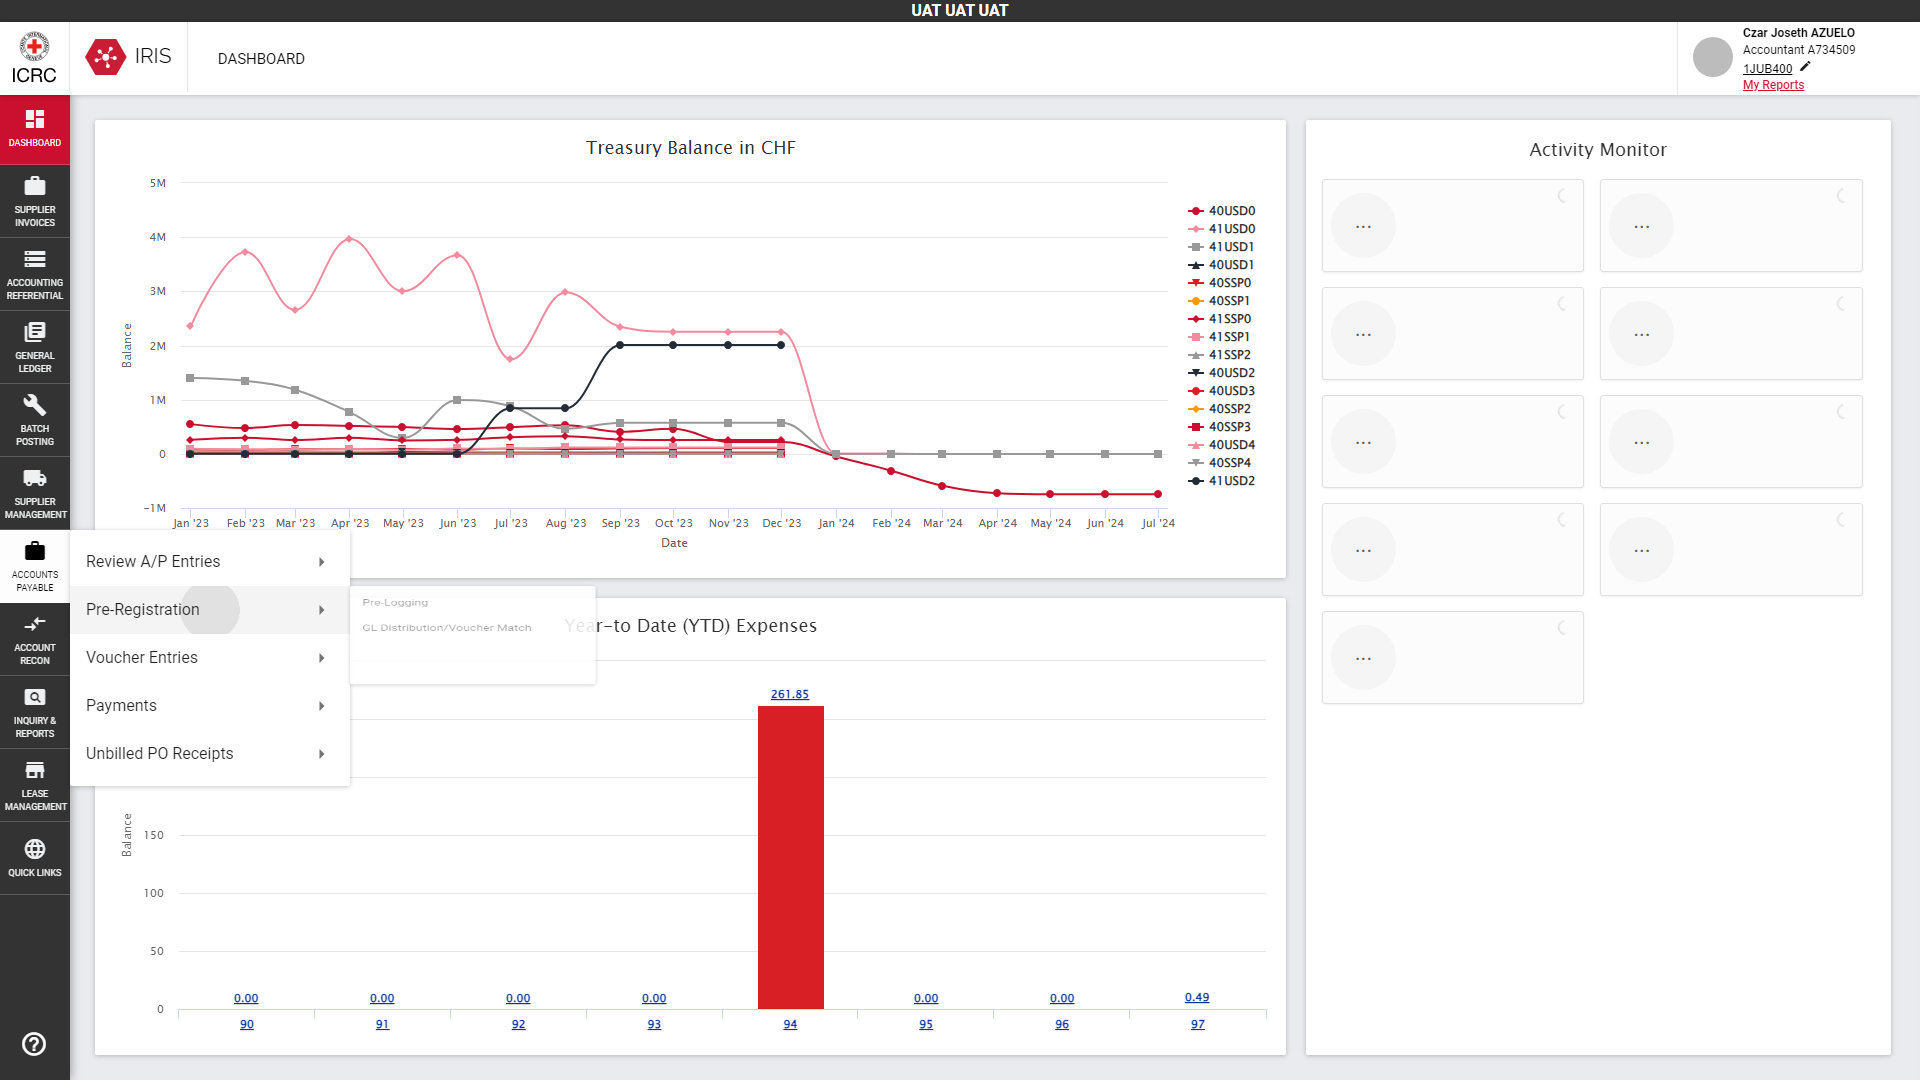 UAT UAT UAT
ICRC
IRIS
DASHBOARD
Czar Joseth AZUELO
Accountant A734509
1JUB400
My Reports
DASHBOARD
SUPPLIER
INVOICES
ACCOUNTING
REFERENTIAL
GENERAL
LEDGER
BATCH
POSTING
SUPPLIER
MANAGEMENT
ACCOUNTS
PAYABLE
ACCOUNT
RECON
INQUIRY &
REPORTS
LEASE
MANAGEMENT
QUICK LINKS
Review A/P Entries
Pre-Registration
Voucher Entries
Payments
Unbilled PO Receipts
Pre-Logging
GL Distribution/Voucher Match
Treasury Balance in CHF
5M
4M
3M
2M
1M
0
-1M
Balance
Jan '23 Feb '23 Mar '23 Apr '23 May '23 Jun '23 Jul '23 Aug '23 Sep '23 Oct '23 Nov '23 Dec '23 Jan '24 Feb '24 Mar '24 Apr '24 May '24 Jun '24 Jul '24
Date
40USD0
41USD0
41USD1
40USD1
40SSP0
40SSP1
41SSP0
41SSP1
41SSP2
40USD2
40USD3
40SSP2
40SSP3
40USD4
40SSP4
41USD2
Year-to Date (YTD) Expenses
Balance
150
100
50
0
0.00 0.00 0.00 0.00 261.85 0.00 0.00 0.49
90 91 92 93 94 95 96 97
Activity Monitor
... ...
... ...
... ...
... ...
...